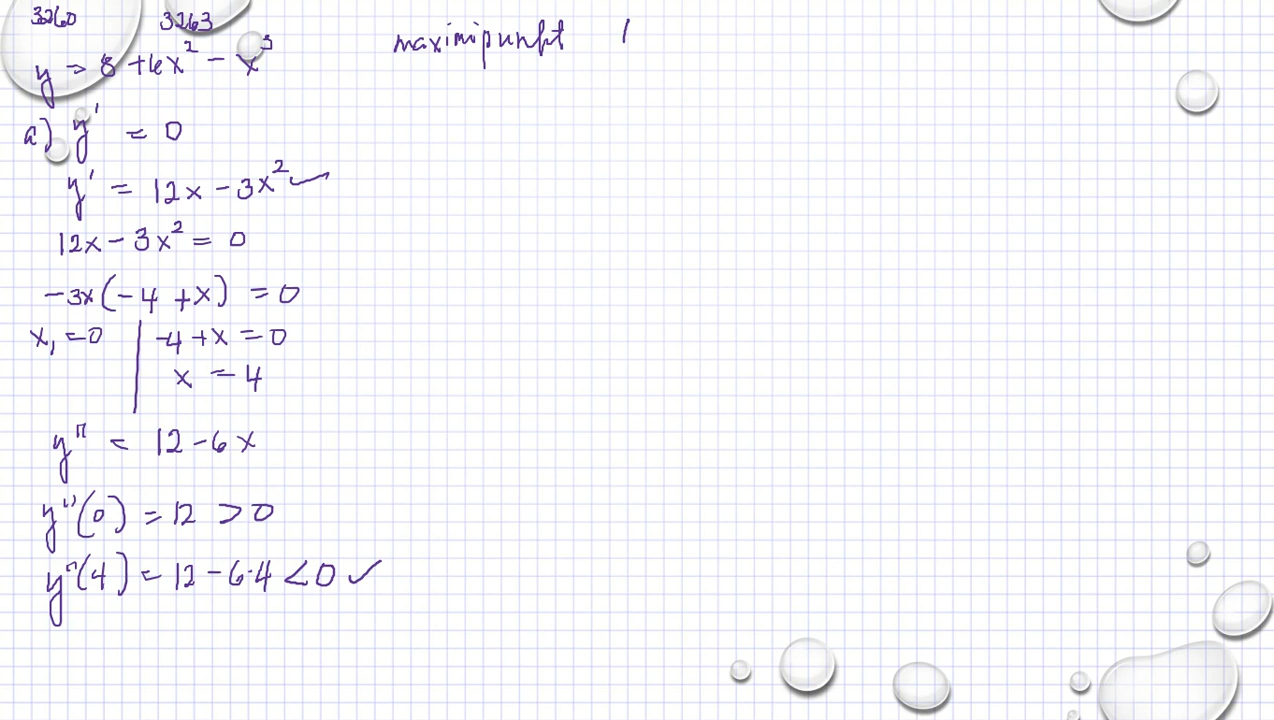 3260 3263
y = 8 + 6x² - x³
a) y' = 0
y' = 12x - 3x² ✓
12x - 3x² = 0
-3x(-4 + x) = 0
x₁ = 0 | -4 + x = 0
x = 4
y" = 12 - 6x
y"(0) = 12 > 0
y"(4) = 12 - 6·4 < 0 ✓
maximipunkt (